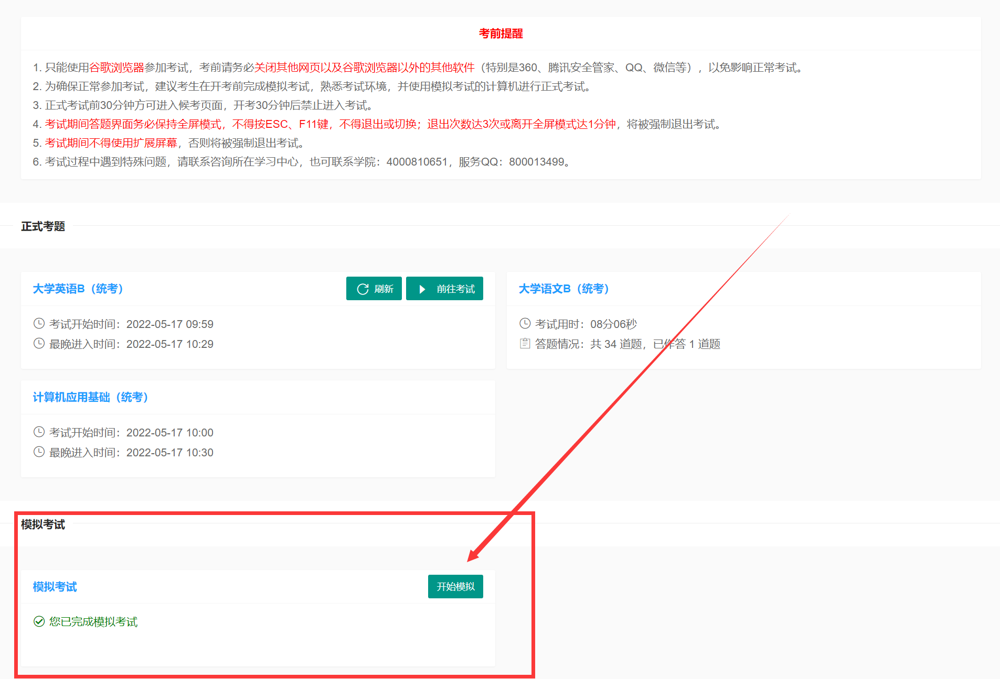 考前提醒
1. 只能使用谷歌浏览器参加考试，考前请务必关闭其他网页以及谷歌浏览器以外的其他软件（特别是360、腾讯安全管家、QQ、微信等），以免影响正常考试。
2. 为确保正常参加考试，建议考生在开考前完成模拟考试，熟悉考试环境，并使用模拟考试的计算机进行正式考试。
3. 正式考试前30分钟方可进入候考页面，开考30分钟后禁止进入考试。
4. 考试期间答题界面务必保持全屏模式，不得按ESC、F11键，不得退出或切换；退出次数达3次或离开全屏模式达1分钟，将被强制退出考试。
5. 考试期间不得使用扩展屏幕，否则将被强制退出考试。
6. 考试过程中遇到特殊问题，请联系咨询所在学习中心，也可联系学院：4000810651，服务QQ：800013499。
正式考题
大学英语B（统考）
刷新
前往考试
考试开始时间：2022-05-17 09:59
最晚进入时间：2022-05-17 10:29
大学语文B（统考）
考试用时：08分06秒
答题情况：共 34 道题，已作答 1 道题
计算机应用基础（统考）
考试开始时间：2022-05-17 10:00
最晚进入时间：2022-05-17 10:30
模拟考试
模拟考试
开始模拟
您已完成模拟考试